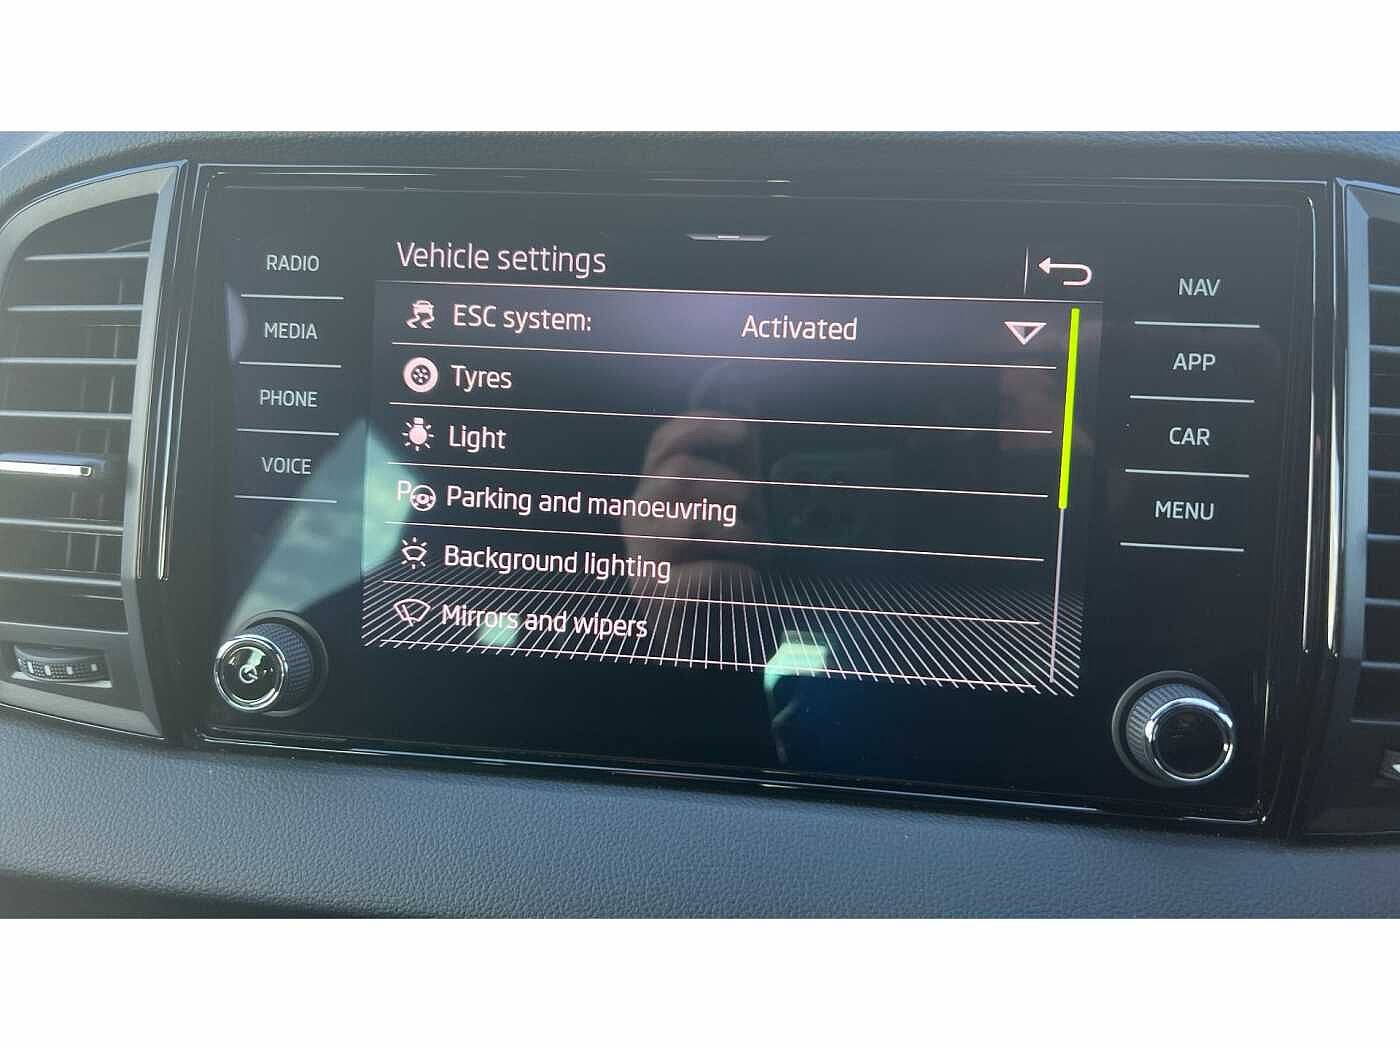 RADIO
MEDIA
PHONE
VOICE
Vehicle settings
ESC system: Activated
Tyres
Light
P Parking and manoeuvring
Background lighting
Mirrors and wipers
NAV
APP
CAR
MENU